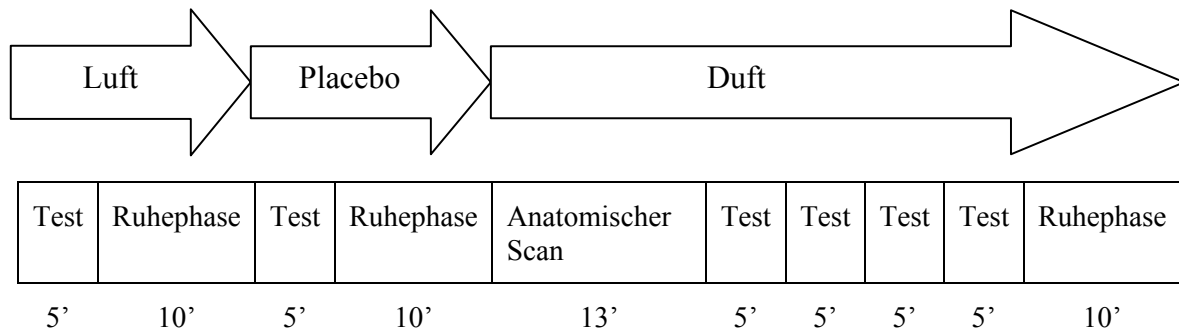 Luft Placebo Duft
Test Ruhephase Test Ruhephase Anatomischer Test Test Test Test Ruhephase
Scan
5’ 10’ 5’ 10’ 13’ 5’ 5’ 5’ 5’ 10’